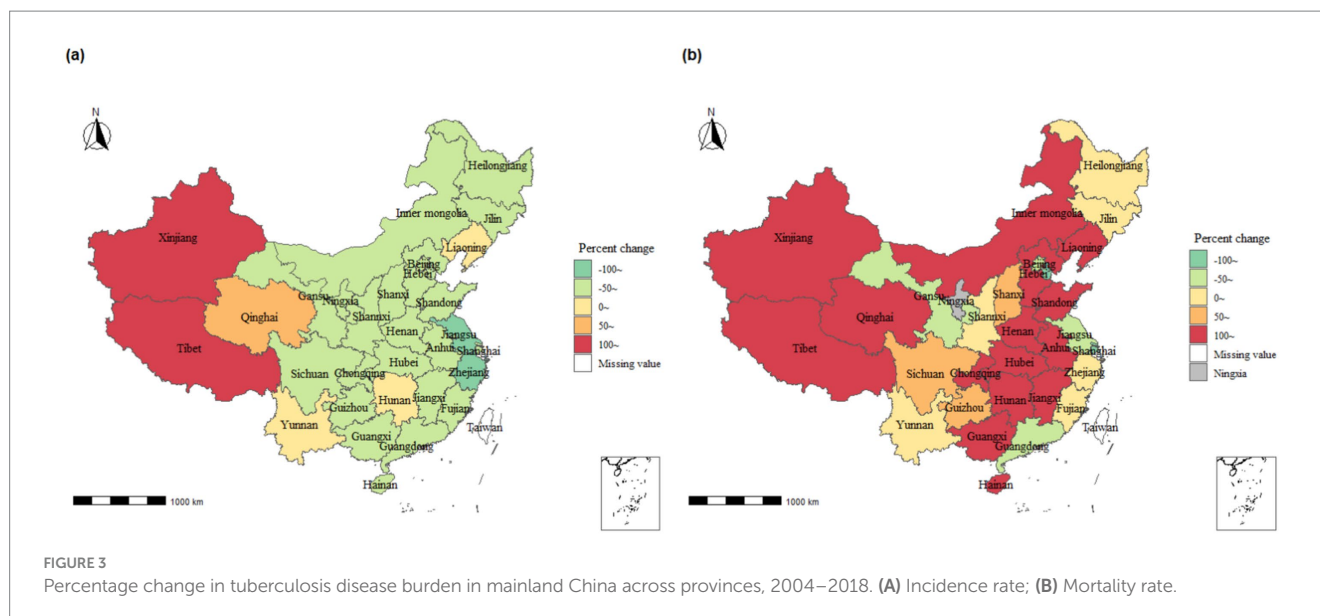 (a)
N
Heilongjiang
Inner mongolia
Jilin
Xinjiang
Liaoning
Beijing
Hebei
Gansu
Ningxia
Shanxi
Shandong
Qinghai
Shannxi
Henan
Jiangsu
Tibet
Anhui
Shanghai
Hubei
Sichuan
Chongqing
Zhejiang
Hunan
Jiangxi
Guizhou
Fujian
Yunnan
Taiwan
Guangxi
Guangdong
Hainan
Percent change
-100~
-50~
0~
50~
100~
Missing value
1000 km
(b)
N
Heilongjiang
Inner mongolia
Jilin
Xinjiang
Liaoning
Beijing
Hebei
Gansu
Ningxia
Shanxi
Shandong
Qinghai
Shannxi
Henan
Jiangsu
Tibet
Anhui
Shanghai
Hubei
Sichuan
Chongqing
Zhejiang
Hunan
Jiangxi
Guizhou
Fujian
Yunnan
Taiwan
Guangxi
Guangdong
Hainan
Percent change
-100~
-50~
0~
50~
100~
Missing value
Ningxia
1000 km
FIGURE 3
Percentage change in tuberculosis disease burden in mainland China across provinces, 2004–2018. (A) Incidence rate; (B) Mortality rate.